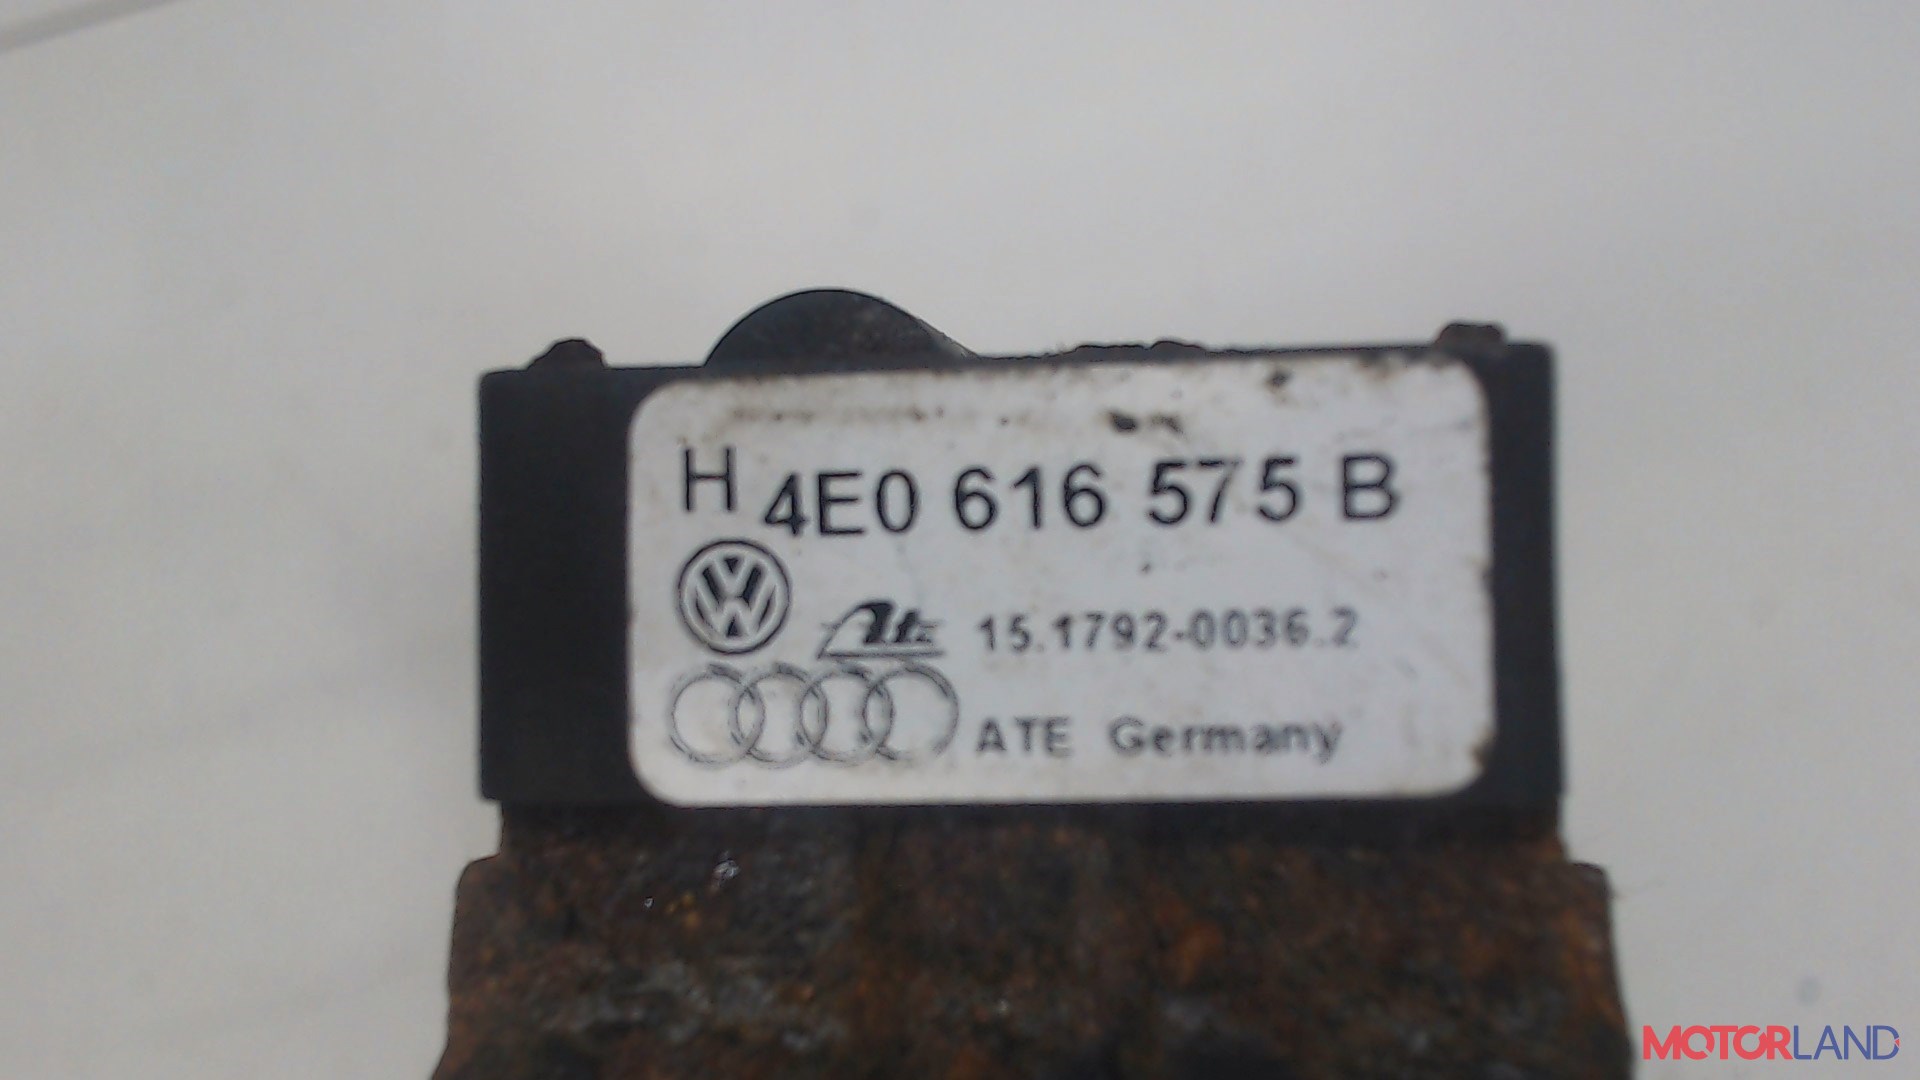 H 4E0 616 575 B
ATE 15.1792-0036.2
ATE Germany
MOTORLAND